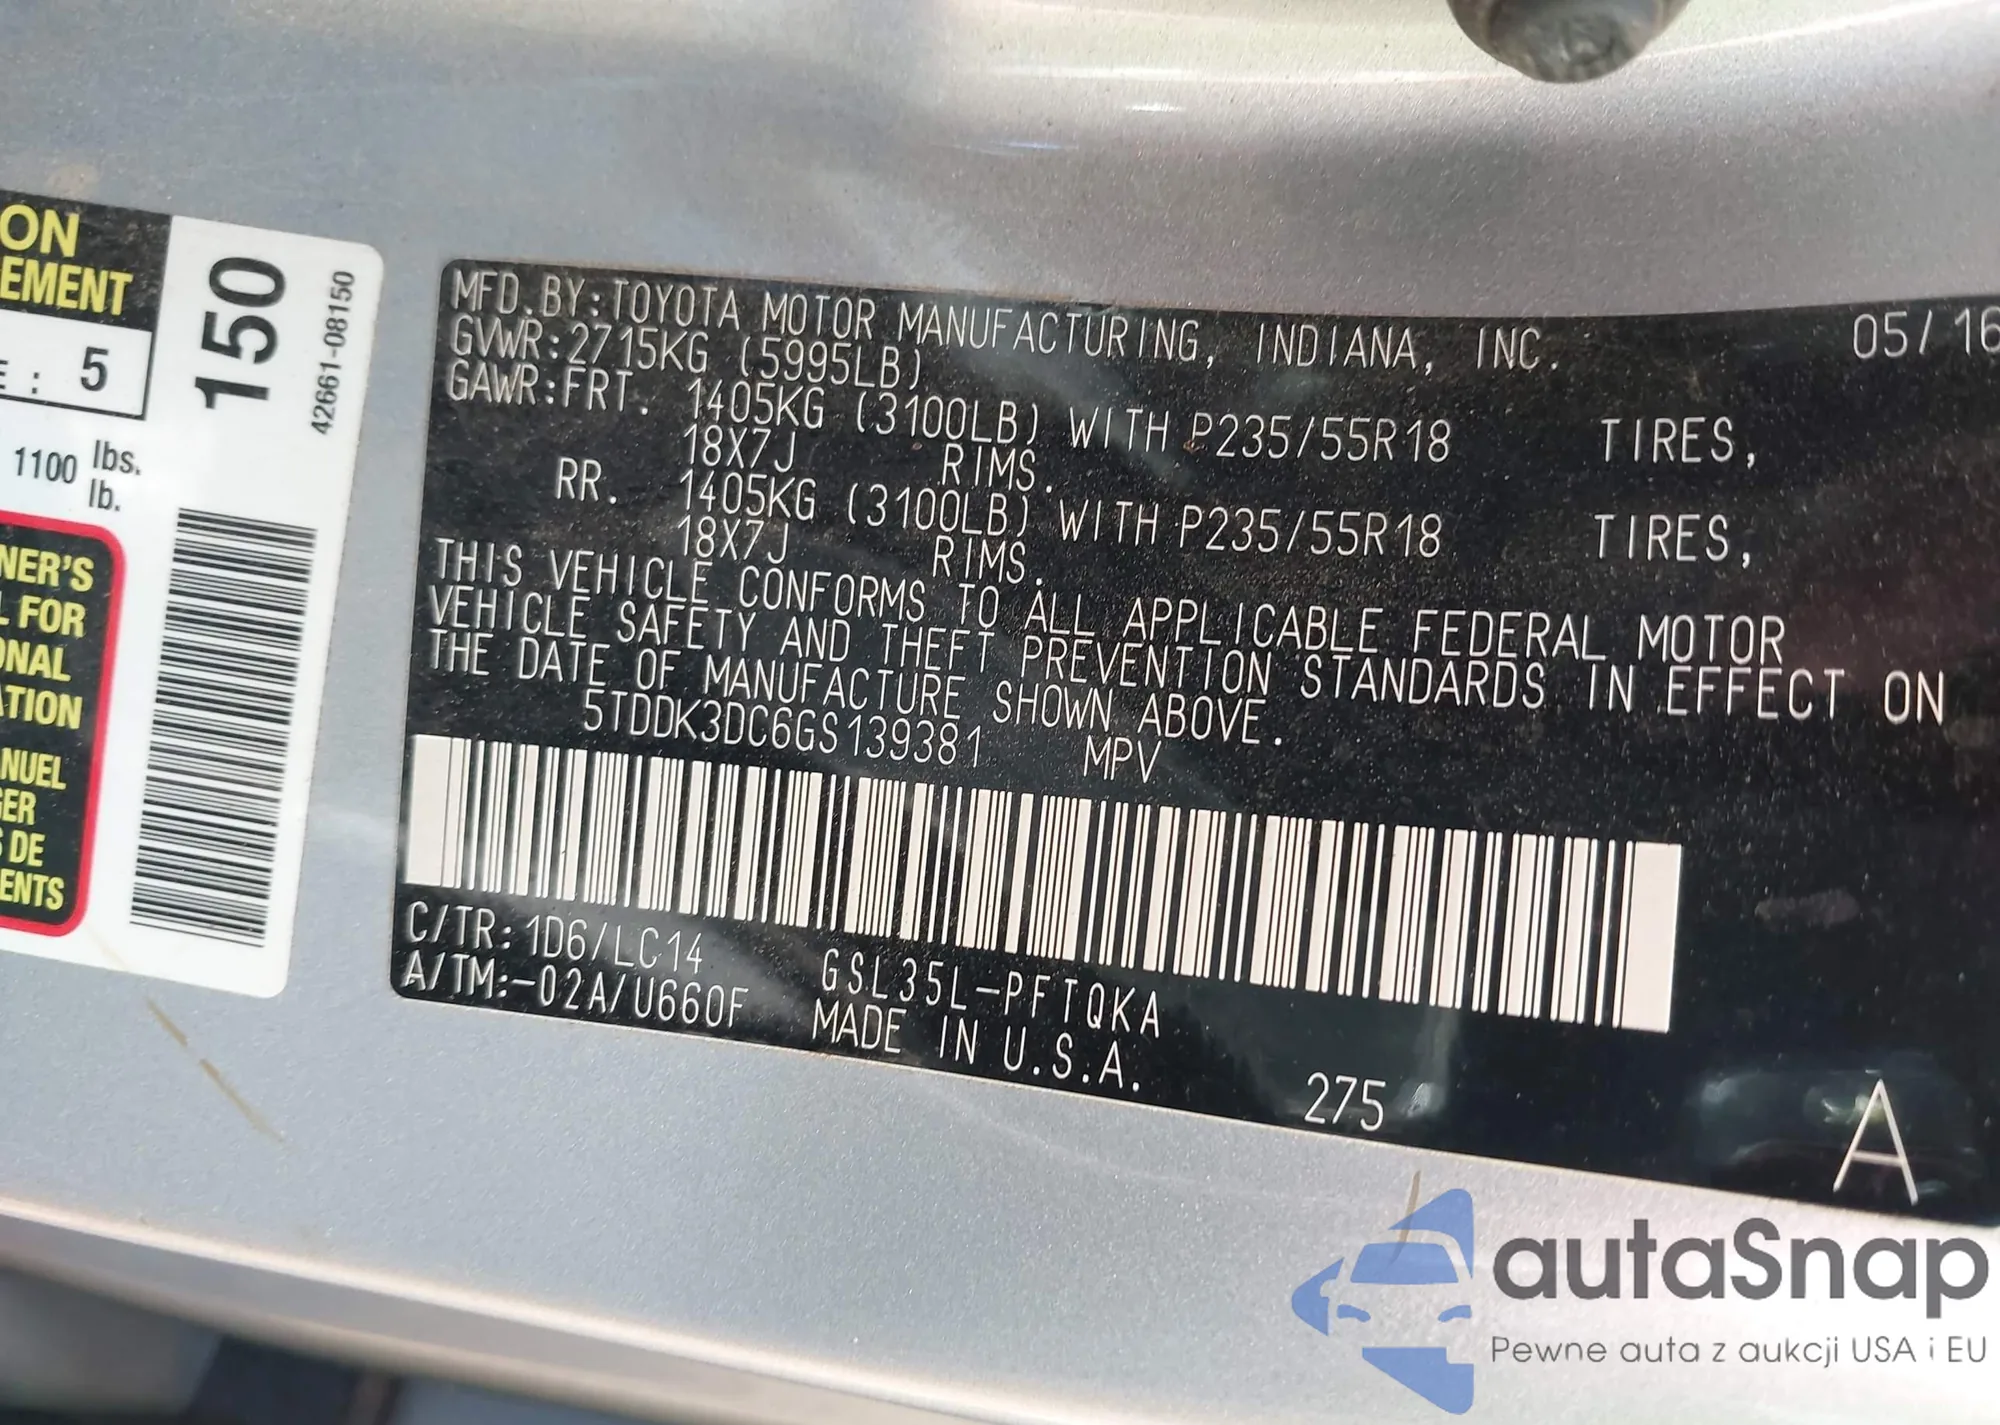 ON
EMENT
E : 5
1100 lbs.
lb.
NER'S
L FOR
ONAL
ATION
NUEL
GER
S DE
ENTS
150
42661-08150
MFD.BY:TOYOTA MOTOR MANUFACTURING, INDIANA, INC. 05/16
GVWR:2715KG (5995LB)
GAWR:FRT. 1405KG (3100LB) WITH P235/55R18 TIRES,
18X7J RIMS.
RR. 1405KG (3100LB) WITH P235/55R18 TIRES,
18X7J RIMS.
THIS VEHICLE CONFORMS TO ALL APPLICABLE FEDERAL MOTOR
VEHICLE SAFETY AND THEFT PREVENTION STANDARDS IN EFFECT ON
THE DATE OF MANUFACTURE SHOWN ABOVE.
5TDDK3DC6GS139381 MPV
C/TR:1D6/LC14 GSL35L-PFTQKA
A/TM:-02A/U660F MADE IN U.S.A.
275
A
autaSnap
Pewne auta z aukcji USA i EU